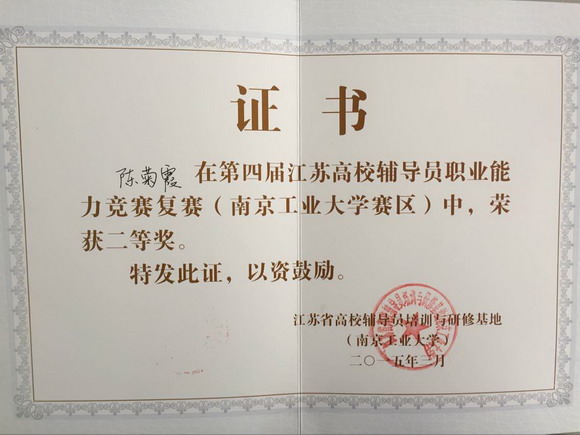 证书
陈菊霞 在第四届江苏高校辅导员职业能
力竞赛复赛（南京工业大学赛区）中，荣
获二等奖。
特发此证，以资鼓励。
江苏省高校辅导员培训与研修基地
（南京工业大学）
二〇一五年三月